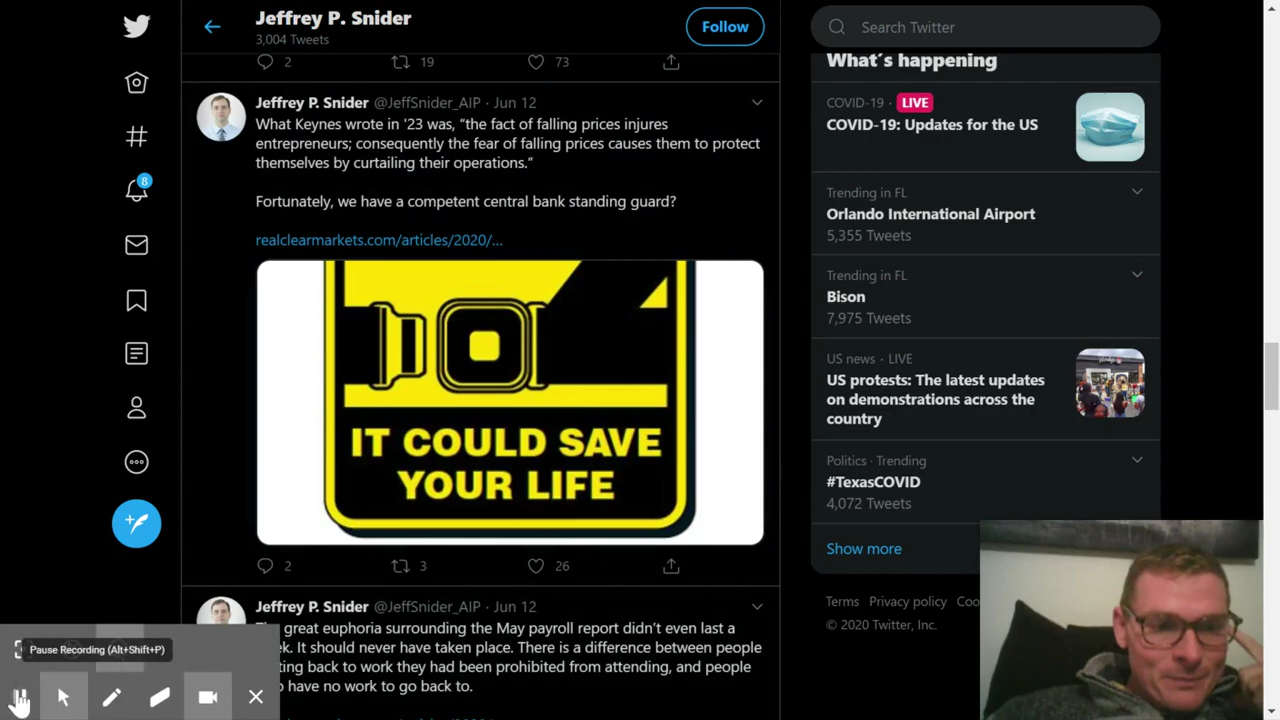 Jeffrey P. Snider
3,004 Tweets
Follow
2 19 73
Jeffrey P. Snider @JeffSnider_AIP · Jun 12
What Keynes wrote in '23 was, “the fact of falling prices injures
entrepreneurs; consequently the fear of falling prices causes them to protect
themselves by curtailing their operations.”
Fortunately, we have a competent central bank standing guard?
realclearmarkets.com/articles/2020/...
IT COULD SAVE
YOUR LIFE
2 3 26
Jeffrey P. Snider @JeffSnider_AIP · Jun 12
great euphoria surrounding the May payroll report didn’t even last a
It should never have taken place. There is a difference between people
back to work they had been prohibited from attending, and people
have no work to go back to.
8
Pause Recording (Alt+Shift+P)
Search Twitter
What’s happening
COVID-19 · LIVE
COVID-19: Updates for the US
Trending in FL
Orlando International Airport
5,355 Tweets
Trending in FL
Bison
7,975 Tweets
US news · LIVE
US protests: The latest updates
on demonstrations across the
country
Politics · Trending
#TexasCOVID
4,072 Tweets
Show more
Terms Privacy policy
© 2020 Twitter, Inc.